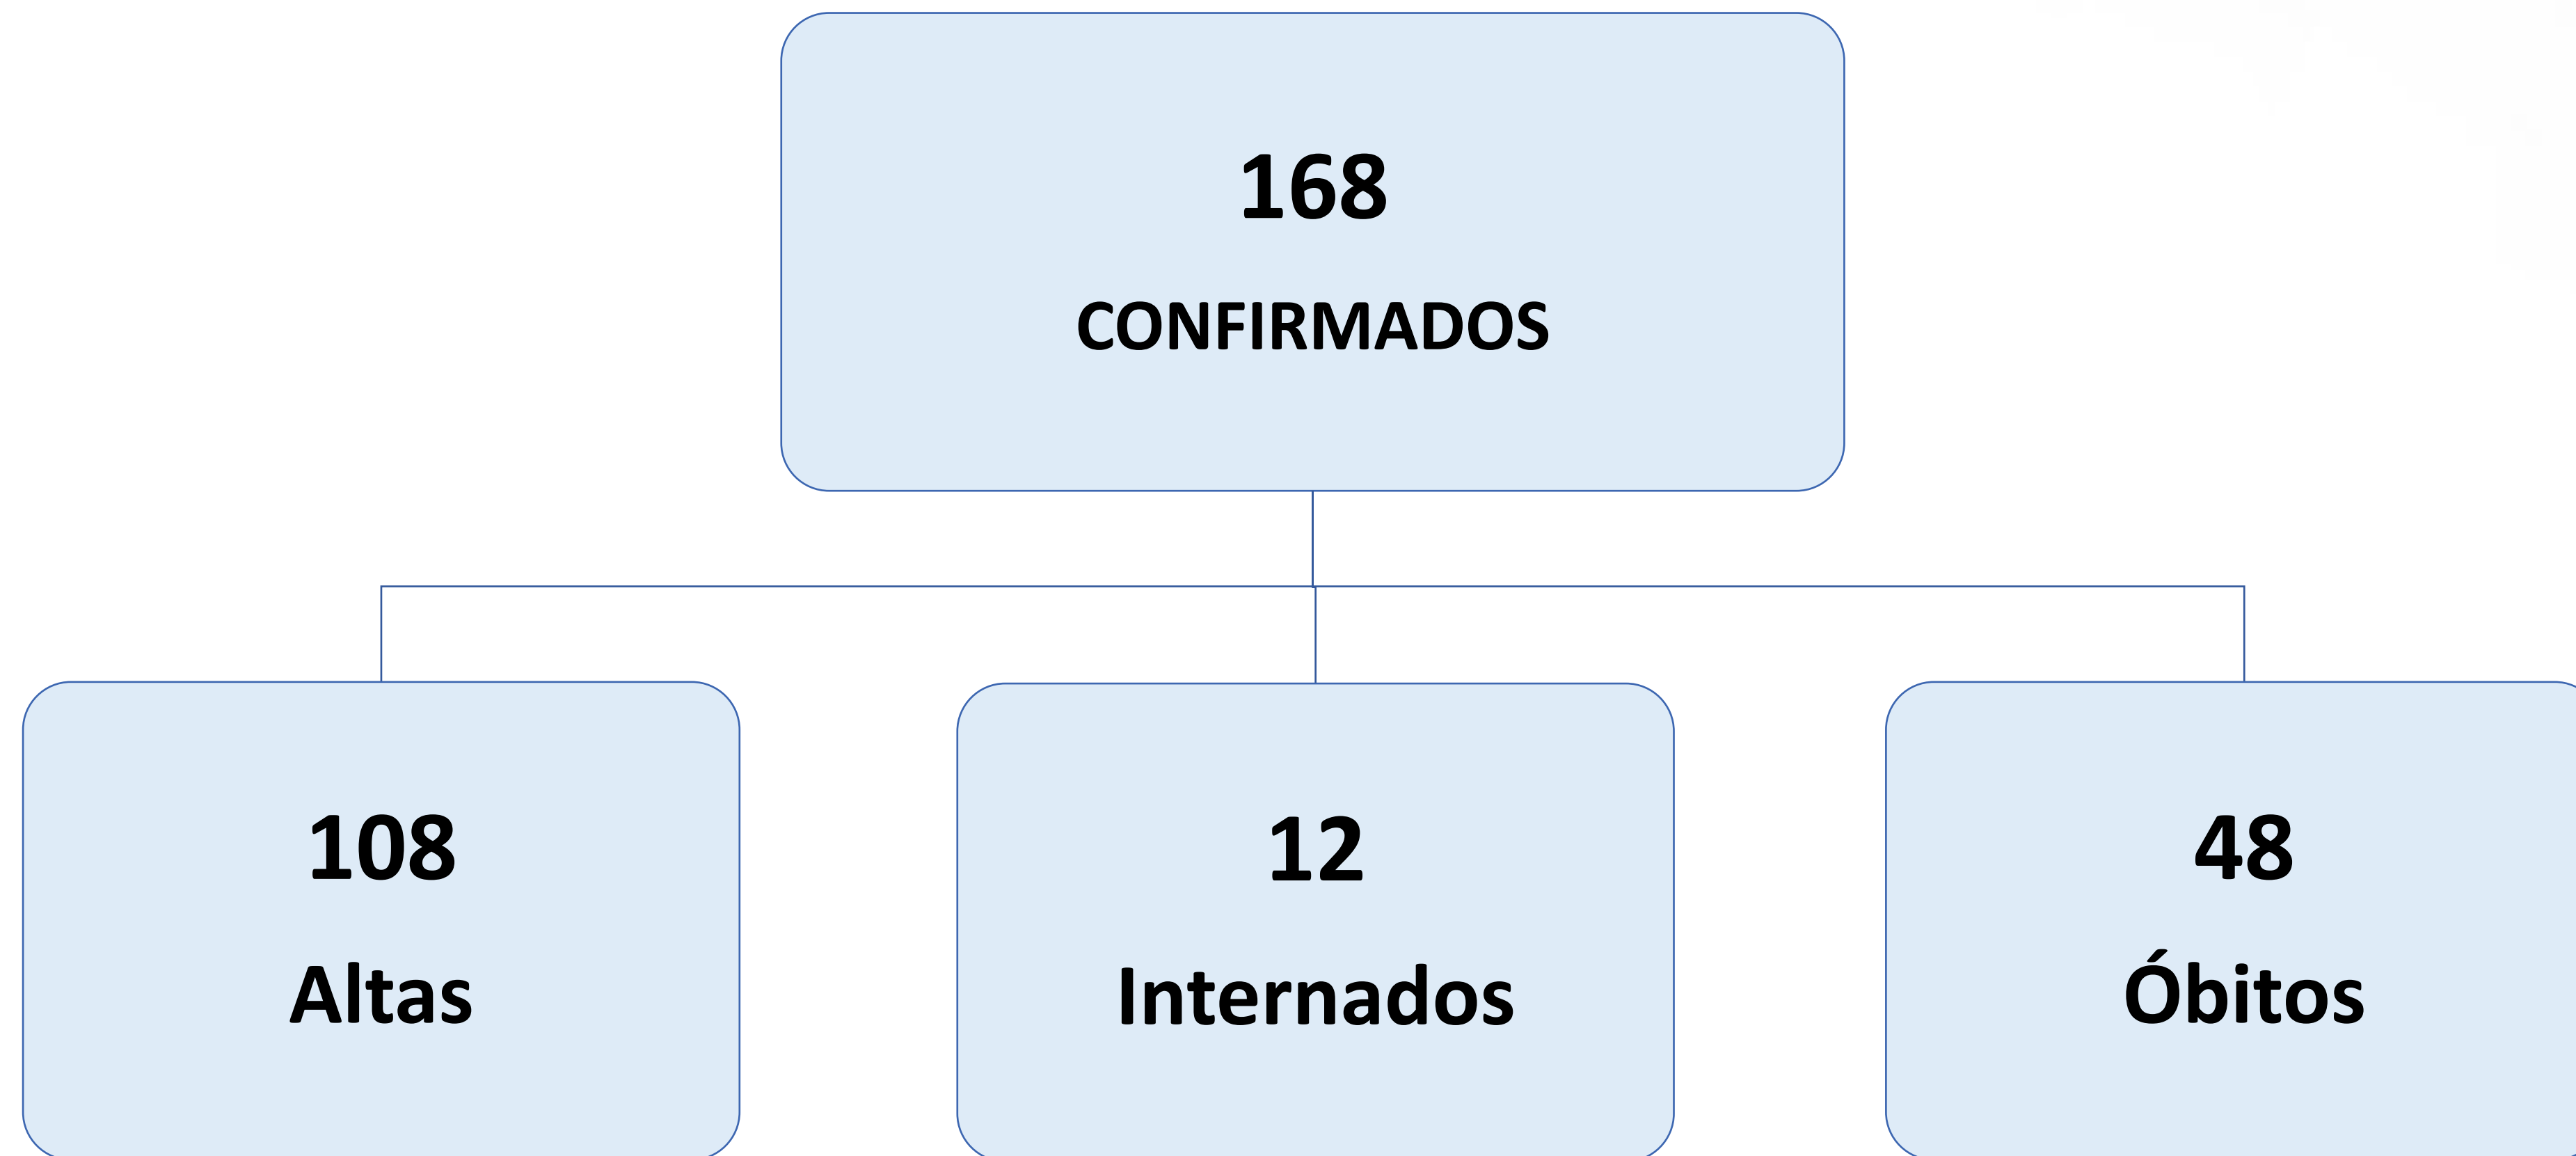 168
CONFIRMADOS
108
Altas
12
Internados
48
Óbitos